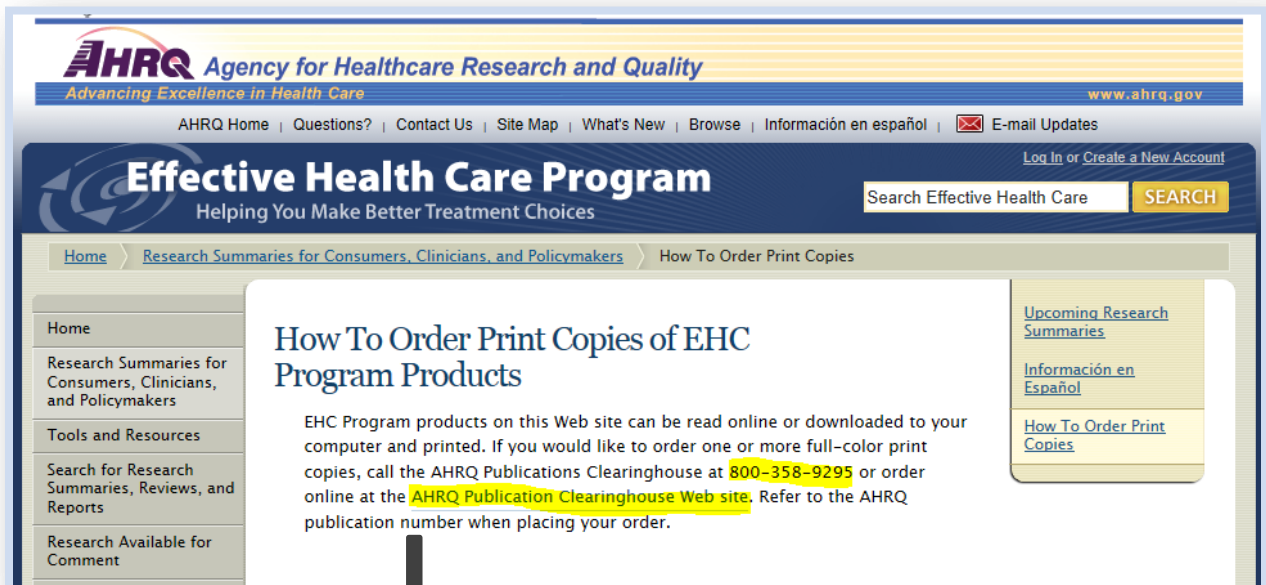 AHRQ Agency for Healthcare Research and Quality
Advancing Excellence in Health Care www.ahrq.gov
AHRQ Home | Questions? | Contact Us | Site Map | What's New | Browse | Información en español | E-mail Updates
Log In or Create a New Account
Effective Health Care Program
Helping You Make Better Treatment Choices
Search Effective Health Care SEARCH
Home Research Summaries for Consumers, Clinicians, and Policymakers How To Order Print Copies
Home
Research Summaries for
Consumers, Clinicians,
and Policymakers
Tools and Resources
Search for Research
Summaries, Reviews, and
Reports
Research Available for
Comment
How To Order Print Copies of EHC
Program Products
EHC Program products on this Web site can be read online or downloaded to your
computer and printed. If you would like to order one or more full-color print
copies, call the AHRQ Publications Clearinghouse at 800-358-9295 or order
online at the AHRQ Publication Clearinghouse Web site. Refer to the AHRQ
publication number when placing your order.
Upcoming Research
Summaries
Información en
Español
How To Order Print
Copies